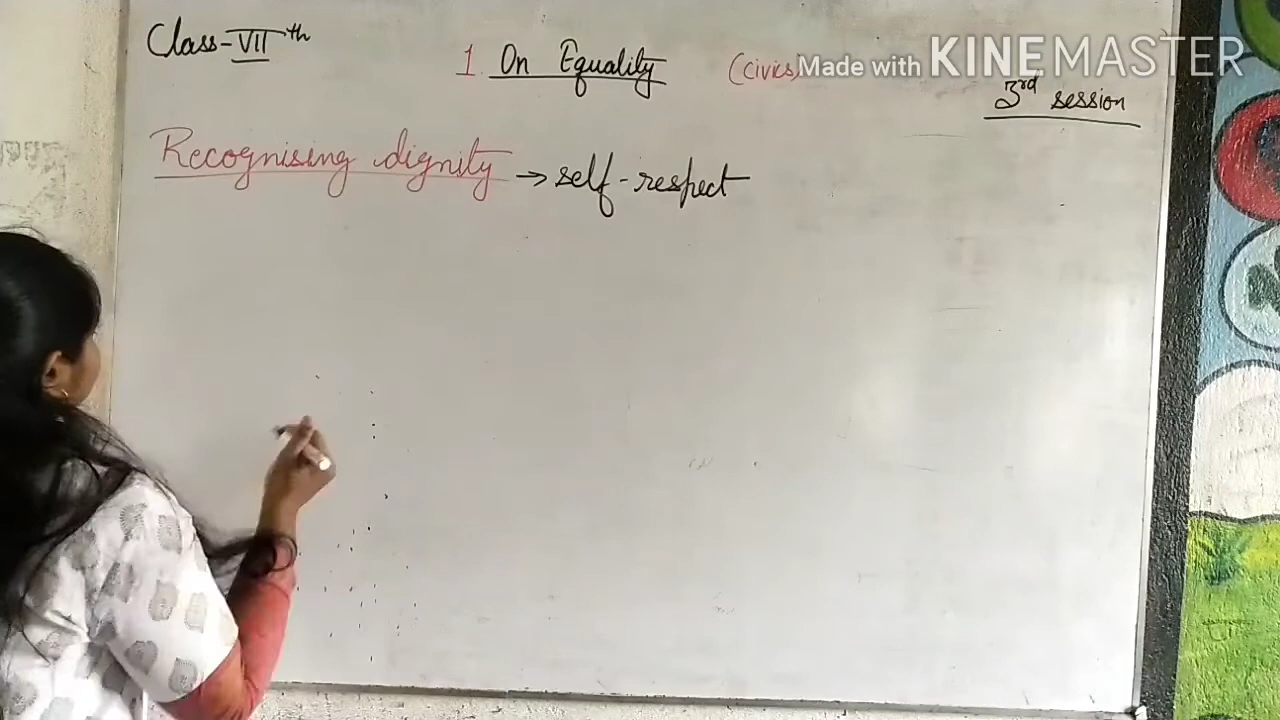 Class-VIIth
1. On Equality (civics)
Made with KINEMASTER
3rd session
Recognising dignity → self-respect